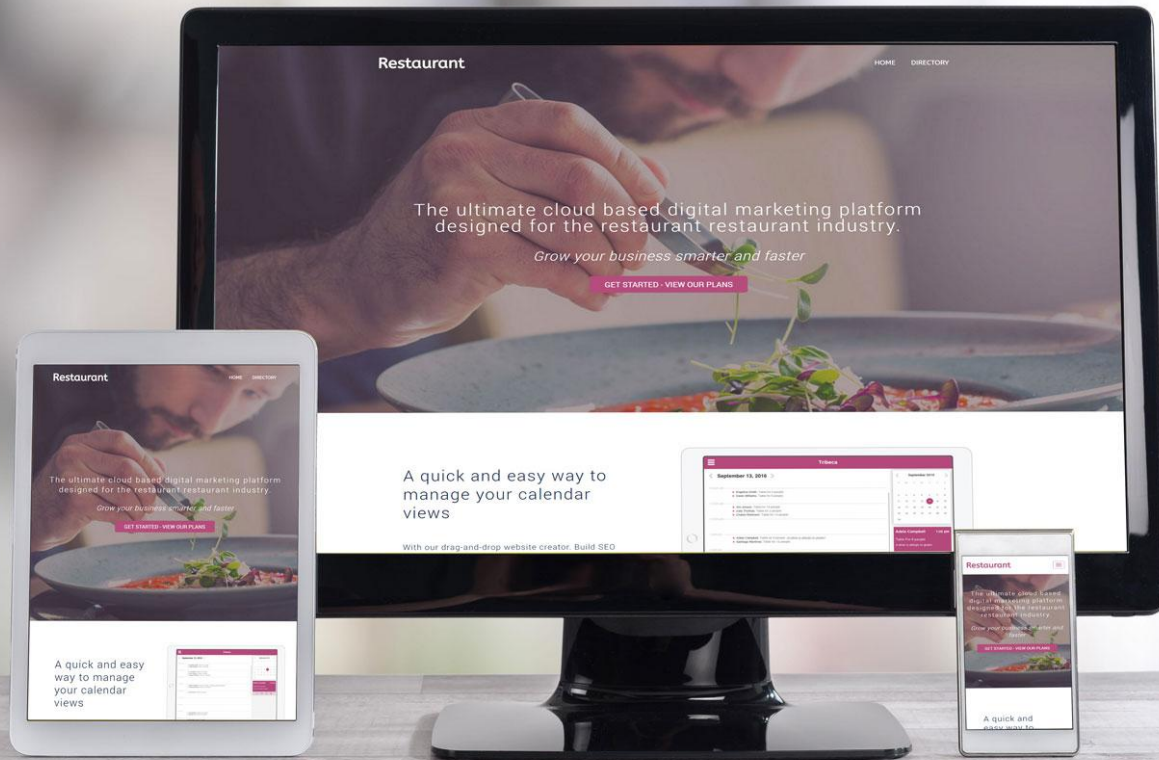 Restaurant
HOME DIRECTORY
The ultimate cloud based digital marketing platform
designed for the restaurant restaurant industry.
Grow your business smarter and faster
GET STARTED - VIEW OUR PLANS
A quick and easy way to
manage your calendar
views
With our drag-and-drop website creator. Build SEO
Tribeca
September 13, 2016
September 2016
Restaurant
HOME DIRECTORY
The ultimate cloud based digital marketing platform
designed for the restaurant restaurant industry.
Grow your business smarter and faster
GET STARTED - VIEW OUR PLANS
A quick and easy
way to manage
your calendar
views
Restaurant
The ultimate cloud based
digital marketing platform
designed for the restaurant
restaurant industry.
Grow your business smarter and
faster
GET STARTED - VIEW OUR PLANS
A quick and
easy way to